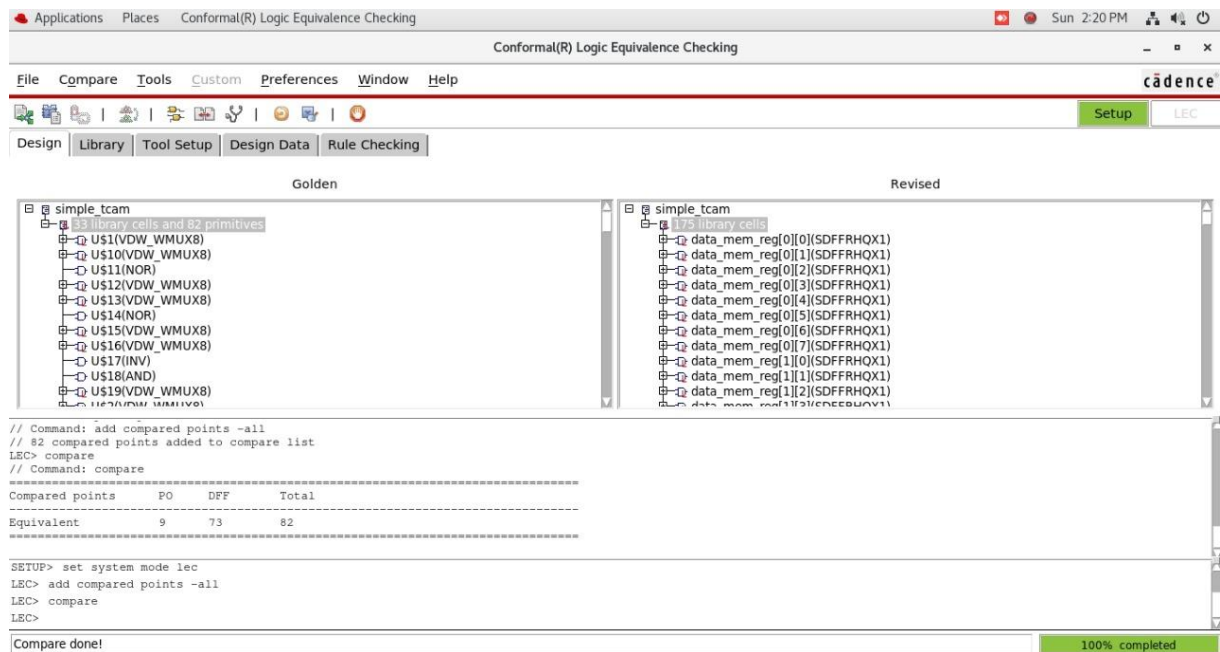 Applications Places Conformal(R) Logic Equivalence Checking Sun 2:20 PM
Conformal(R) Logic Equivalence Checking
File Compare Tools Custom Preferences Window Help cādence
Setup LEC
Design Library Tool Setup Design Data Rule Checking
Golden
simple_tcam
33 library cells and 82 primitives
U$1(VDW_WMUX8)
U$10(VDW_WMUX8)
U$11(NOR)
U$12(VDW_WMUX8)
U$13(VDW_WMUX8)
U$14(NOR)
U$15(VDW_WMUX8)
U$16(VDW_WMUX8)
U$17(INV)
U$18(AND)
U$19(VDW_WMUX8)
U$2(VDW_WMUX8)
Revised
simple_tcam
175 library cells
data_mem_reg[0][0](SDFFRHQX1)
data_mem_reg[0][1](SDFFRHQX1)
data_mem_reg[0][2](SDFFRHQX1)
data_mem_reg[0][3](SDFFRHQX1)
data_mem_reg[0][4](SDFFRHQX1)
data_mem_reg[0][5](SDFFRHQX1)
data_mem_reg[0][6](SDFFRHQX1)
data_mem_reg[0][7](SDFFRHQX1)
data_mem_reg[1][0](SDFFRHQX1)
data_mem_reg[1][1](SDFFRHQX1)
data_mem_reg[1][2](SDFFRHQX1)
data_mem_reg[1][3](SDFFRHQX1)
// Command: add compared points -all
// 82 compared points added to compare list
LEC> compare
// Command: compare
================================================================================
Compared points PO DFF Total
--------------------------------------------------------------------------------
Equivalent 9 73 82
================================================================================
SETUP> set system mode lec
LEC> add compared points -all
LEC> compare
LEC>
Compare done! 100% completed